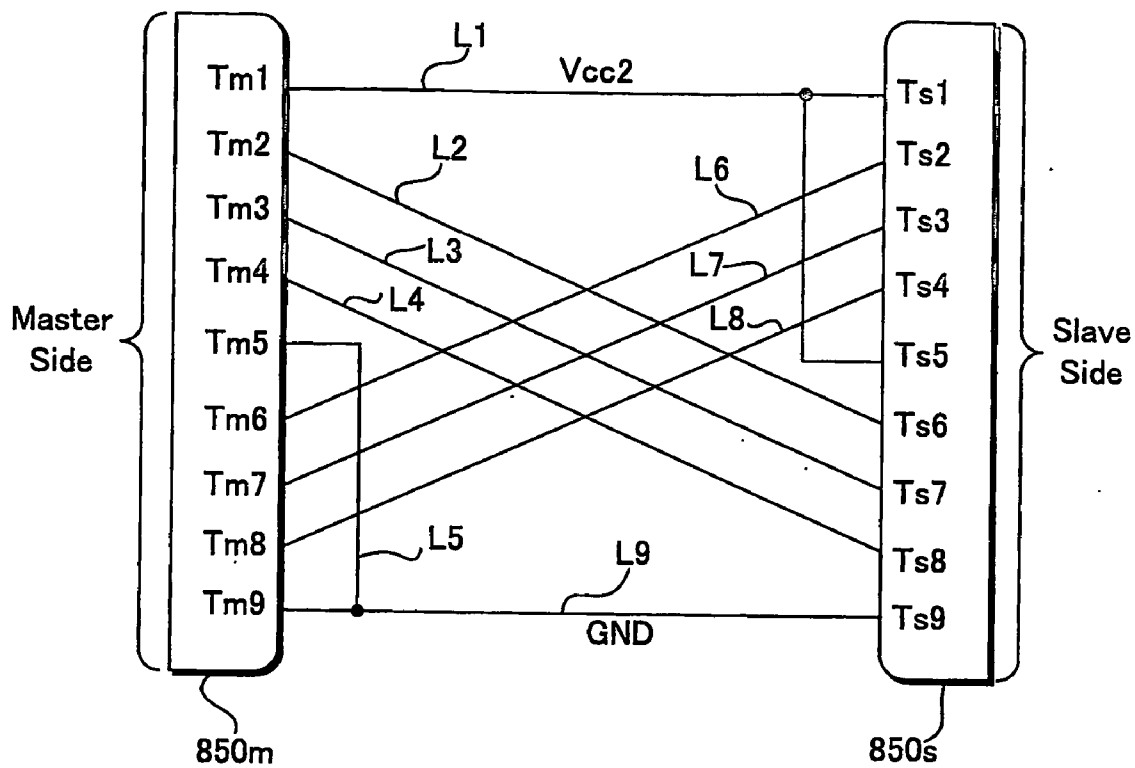 L1
Vcc2
Tm1
Ts1
Tm2
L2
L6
Ts2
Tm3
L3
L7
Ts3
Tm4
L4
L8
Ts4
Master
Side
Tm5
Ts5
Slave
Side
Tm6
Ts6
Tm7
Ts7
Tm8
L5
L9
Ts8
Tm9
GND
Ts9
850m
850s